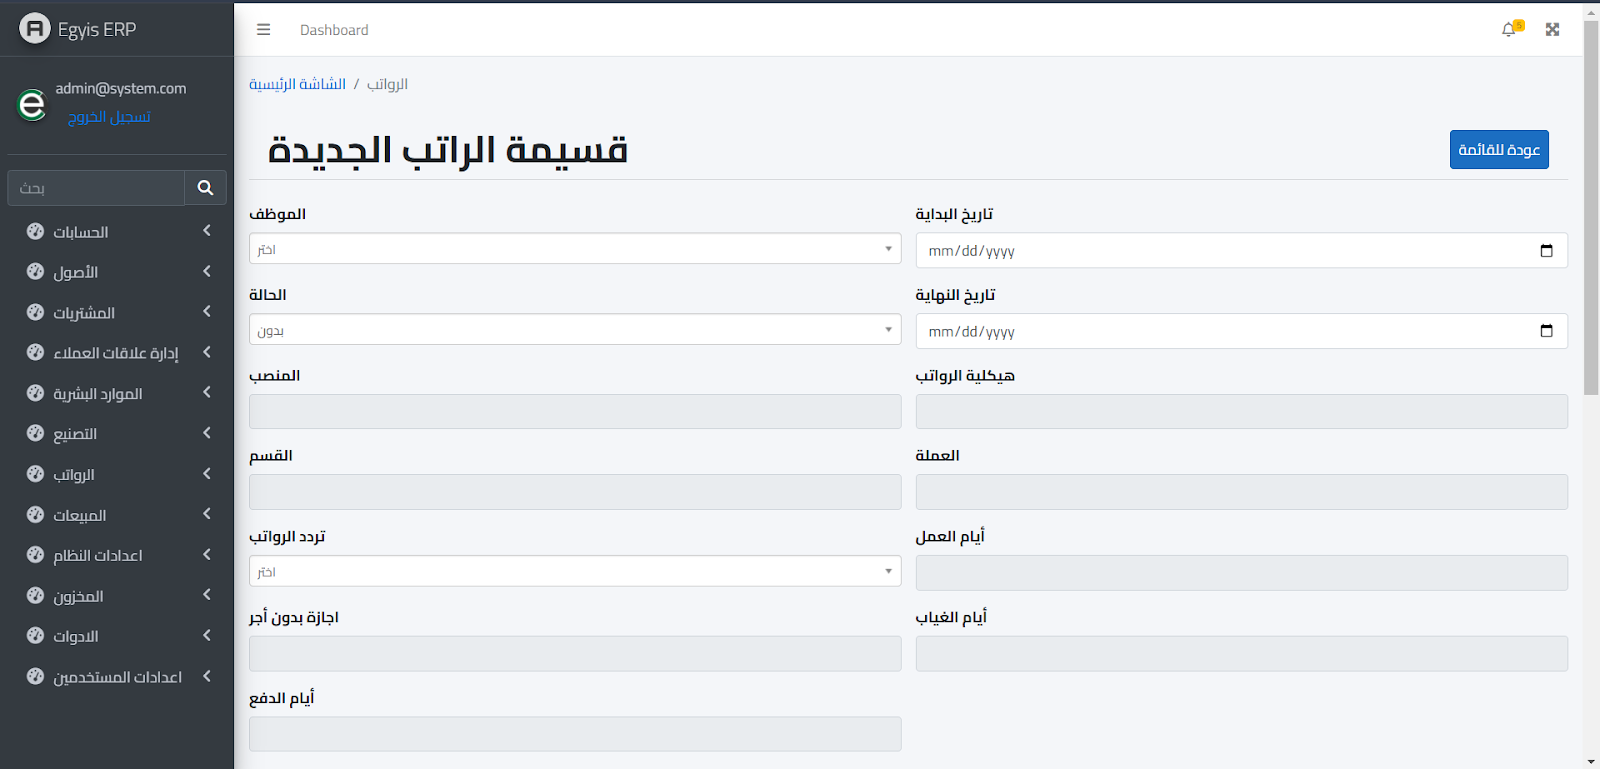 Egyis ERP
admin@system.com
تسجيل الخروج
بحث
الحسابات
الأصول
المشتريات
إدارة علاقات العملاء
الموارد البشرية
التصنيع
الرواتب
المبيعات
اعدادات النظام
المخزون
الادوات
اعدادات المستخدمين
Dashboard
5
الشاشة الرئيسية / الرواتب
قسيمة الراتب الجديدة
عودة للقائمة
الموظف
اختر
تاريخ البداية
mm/dd/yyyy
الحالة
بدون
تاريخ النهاية
mm/dd/yyyy
المنصب
هيكلية الرواتب
القسم
العملة
تردد الرواتب
اختر
أيام العمل
اجازة بدون أجر
أيام الغياب
أيام الدفع